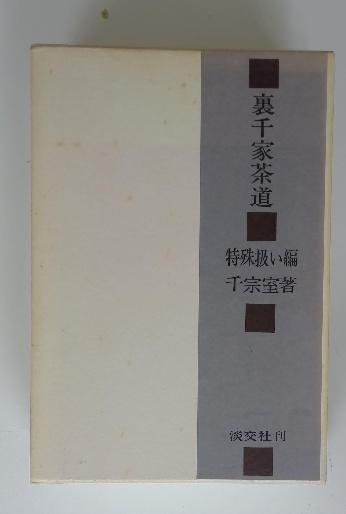 裏千家茶道
特殊扱い編
千宗室著
淡交社刊